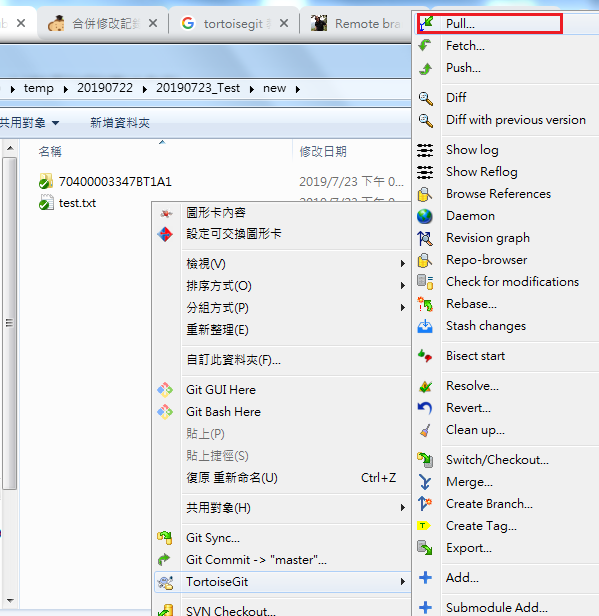 合併修改記
tortoisegit
Remote bra
temp
20190722
20190723_Test
new
共用對象
新增資料夾
名稱
修改日期
70400003347BT1A1
2019/7/23 下午 0...
test.txt
圖形卡內容
設定可交換圖形卡
檢視(V)
排序方式(O)
分組方式(P)
重新整理(E)
自訂此資料夾(F)...
Git GUI Here
Git Bash Here
貼上(P)
貼上捷徑(S)
復原 重新命名(U) Ctrl+Z
共用對象(H)
Git Sync...
Git Commit -> "master"...
TortoiseGit
SVN Checkout...
Pull...
Fetch...
Push...
Diff
Diff with previous version
Show log
Show Reflog
Browse References
Daemon
Revision graph
Repo-browser
Check for modifications
Rebase...
Stash changes
Bisect start
Resolve...
Revert...
Clean up...
Switch/Checkout...
Merge...
Create Branch...
Create Tag...
Export...
Add...
Submodule Add...